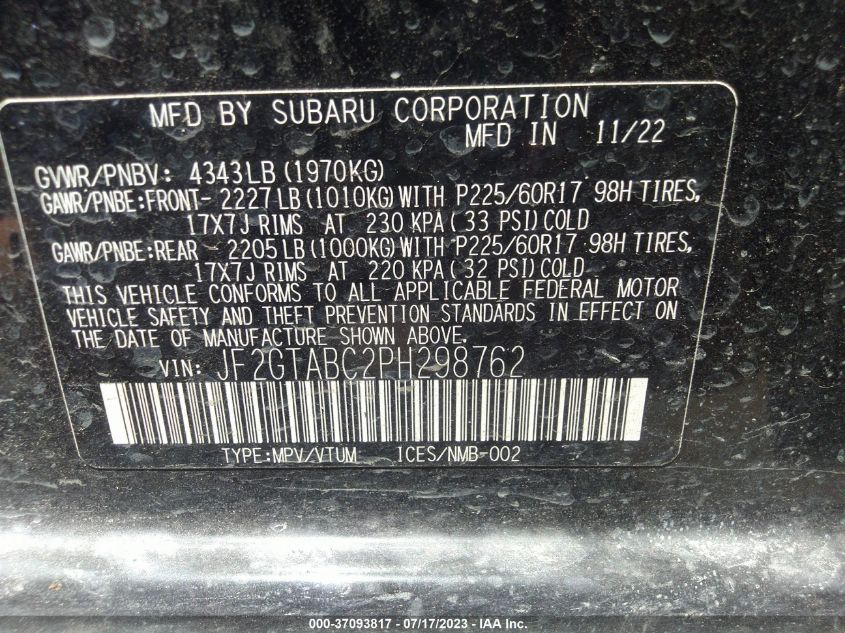 MFD BY SUBARU CORPORATION
MFD IN 11/22
GVWR/PNBV: 4343LB (1970KG)
GAWR/PNBE:FRONT- 2227LB (1010KG)WITH P225/60R17 98H TIRES,
17X7J RIMS AT 230 KPA( 33 PSI)COLD
GAWR/PNBE:REAR - 2205LB (1000KG)WITH P225/60R17 98H TIRES,
17X7J RIMS AT 220 KPA( 32 PSI)COLD
THIS VEHICLE CONFORMS TO ALL APPLICABLE FEDERAL MOTOR
VEHICLE SAFETY AND THEFT PREVENTION STANDARDS IN EFFECT ON
THE DATE OF MANUFACTURE SHOWN ABOVE.
VIN: JF2GTABC2PH298762
TYPE:MPV/VTUM ICES/NMB-002
000-37093817 - 07/17/2023 - IAA, Inc.